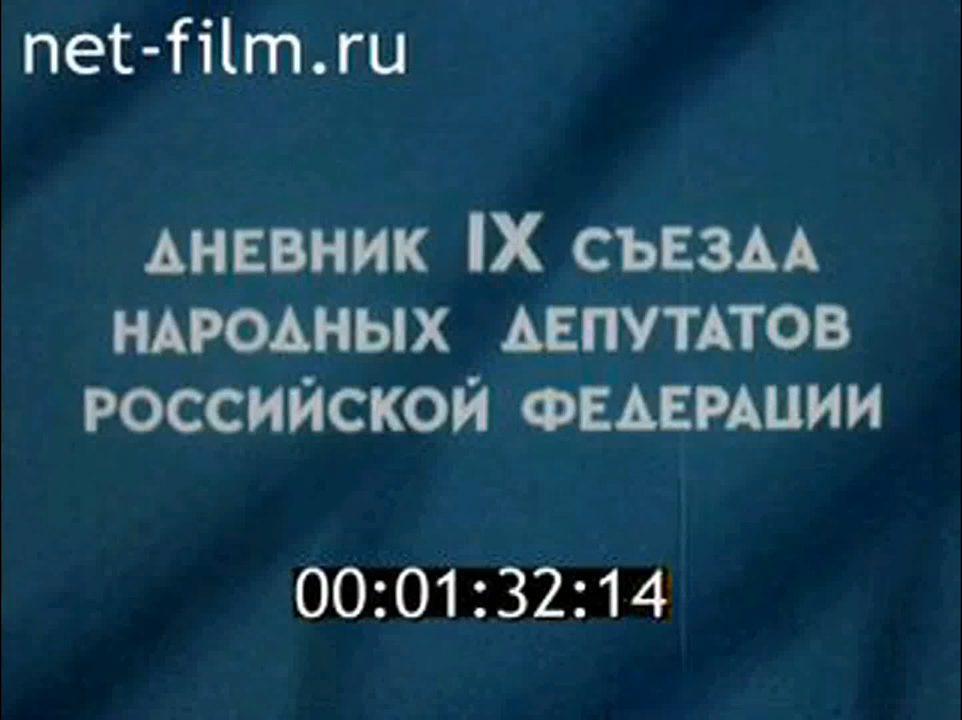 net-film.ru
ДНЕВНИК IX СЪЕЗДА
НАРОДНЫХ ДЕПУТАТОВ
РОССИЙСКОЙ ФЕДЕРАЦИИ
00:01:32:14